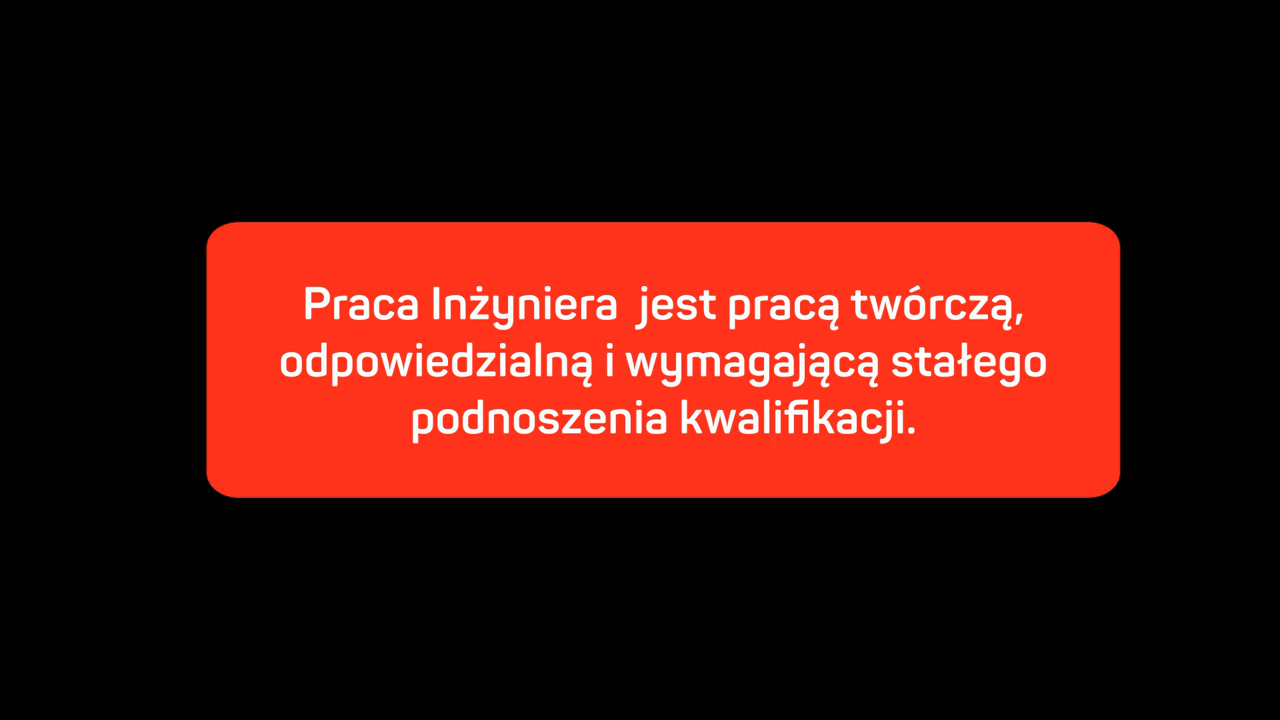 Praca Inżyniera  jest pracą twórczą,
odpowiedzialną i wymagającą stałego
podnoszenia kwalifikacji.